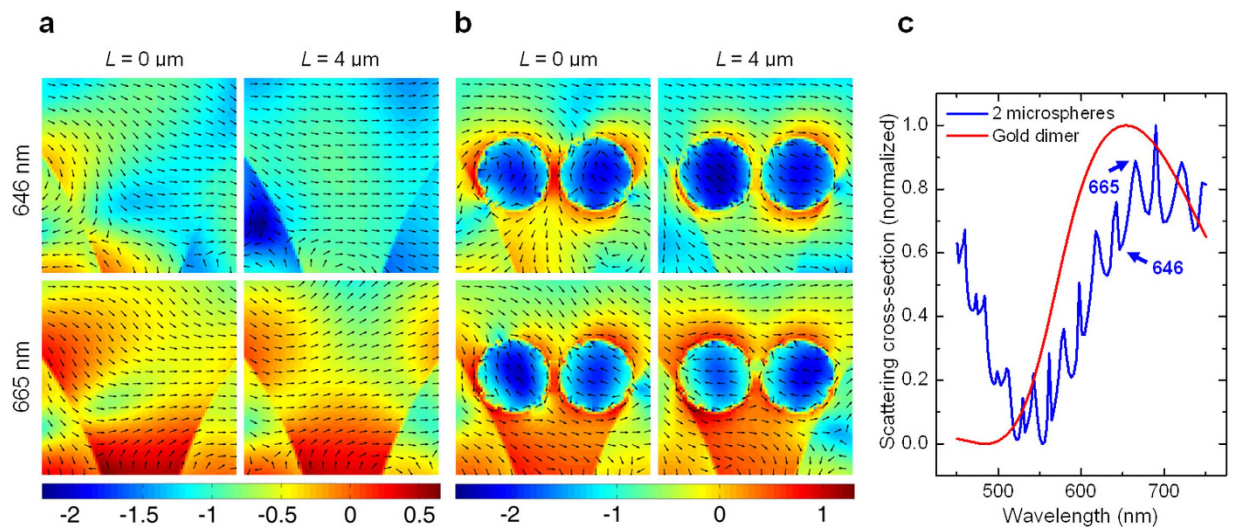 a
b
c
L = 0 µm
L = 4 µm
L = 0 µm
L = 4 µm
646 nm
665 nm
-2
-1.5
-1
-0.5
0
0.5
-2
-1
0
1
2 microspheres
Gold dimer
665
646
Scattering cross-section (normalized)
1.0
0.8
0.6
0.4
0.2
0.0
500
600
700
Wavelength (nm)